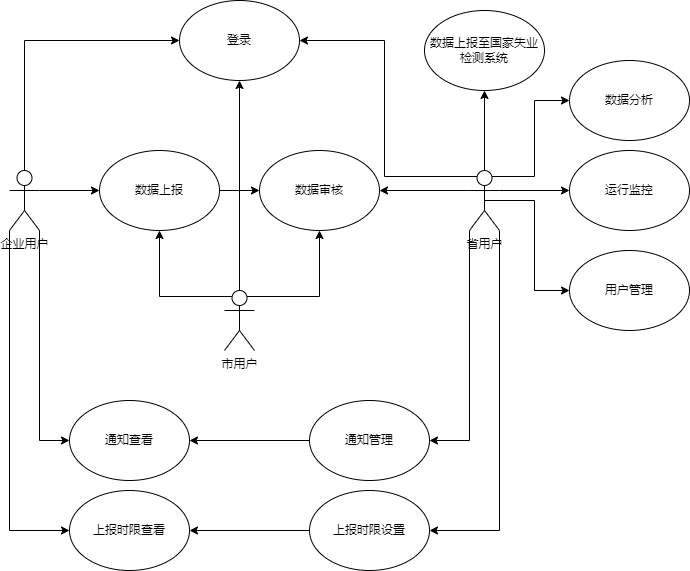 登录
数据上报至国家失业
检测系统
数据分析
数据上报
数据审核
运行监控
企业用户
省用户
用户管理
市用户
通知查看
通知管理
上报时限查看
上报时限设置